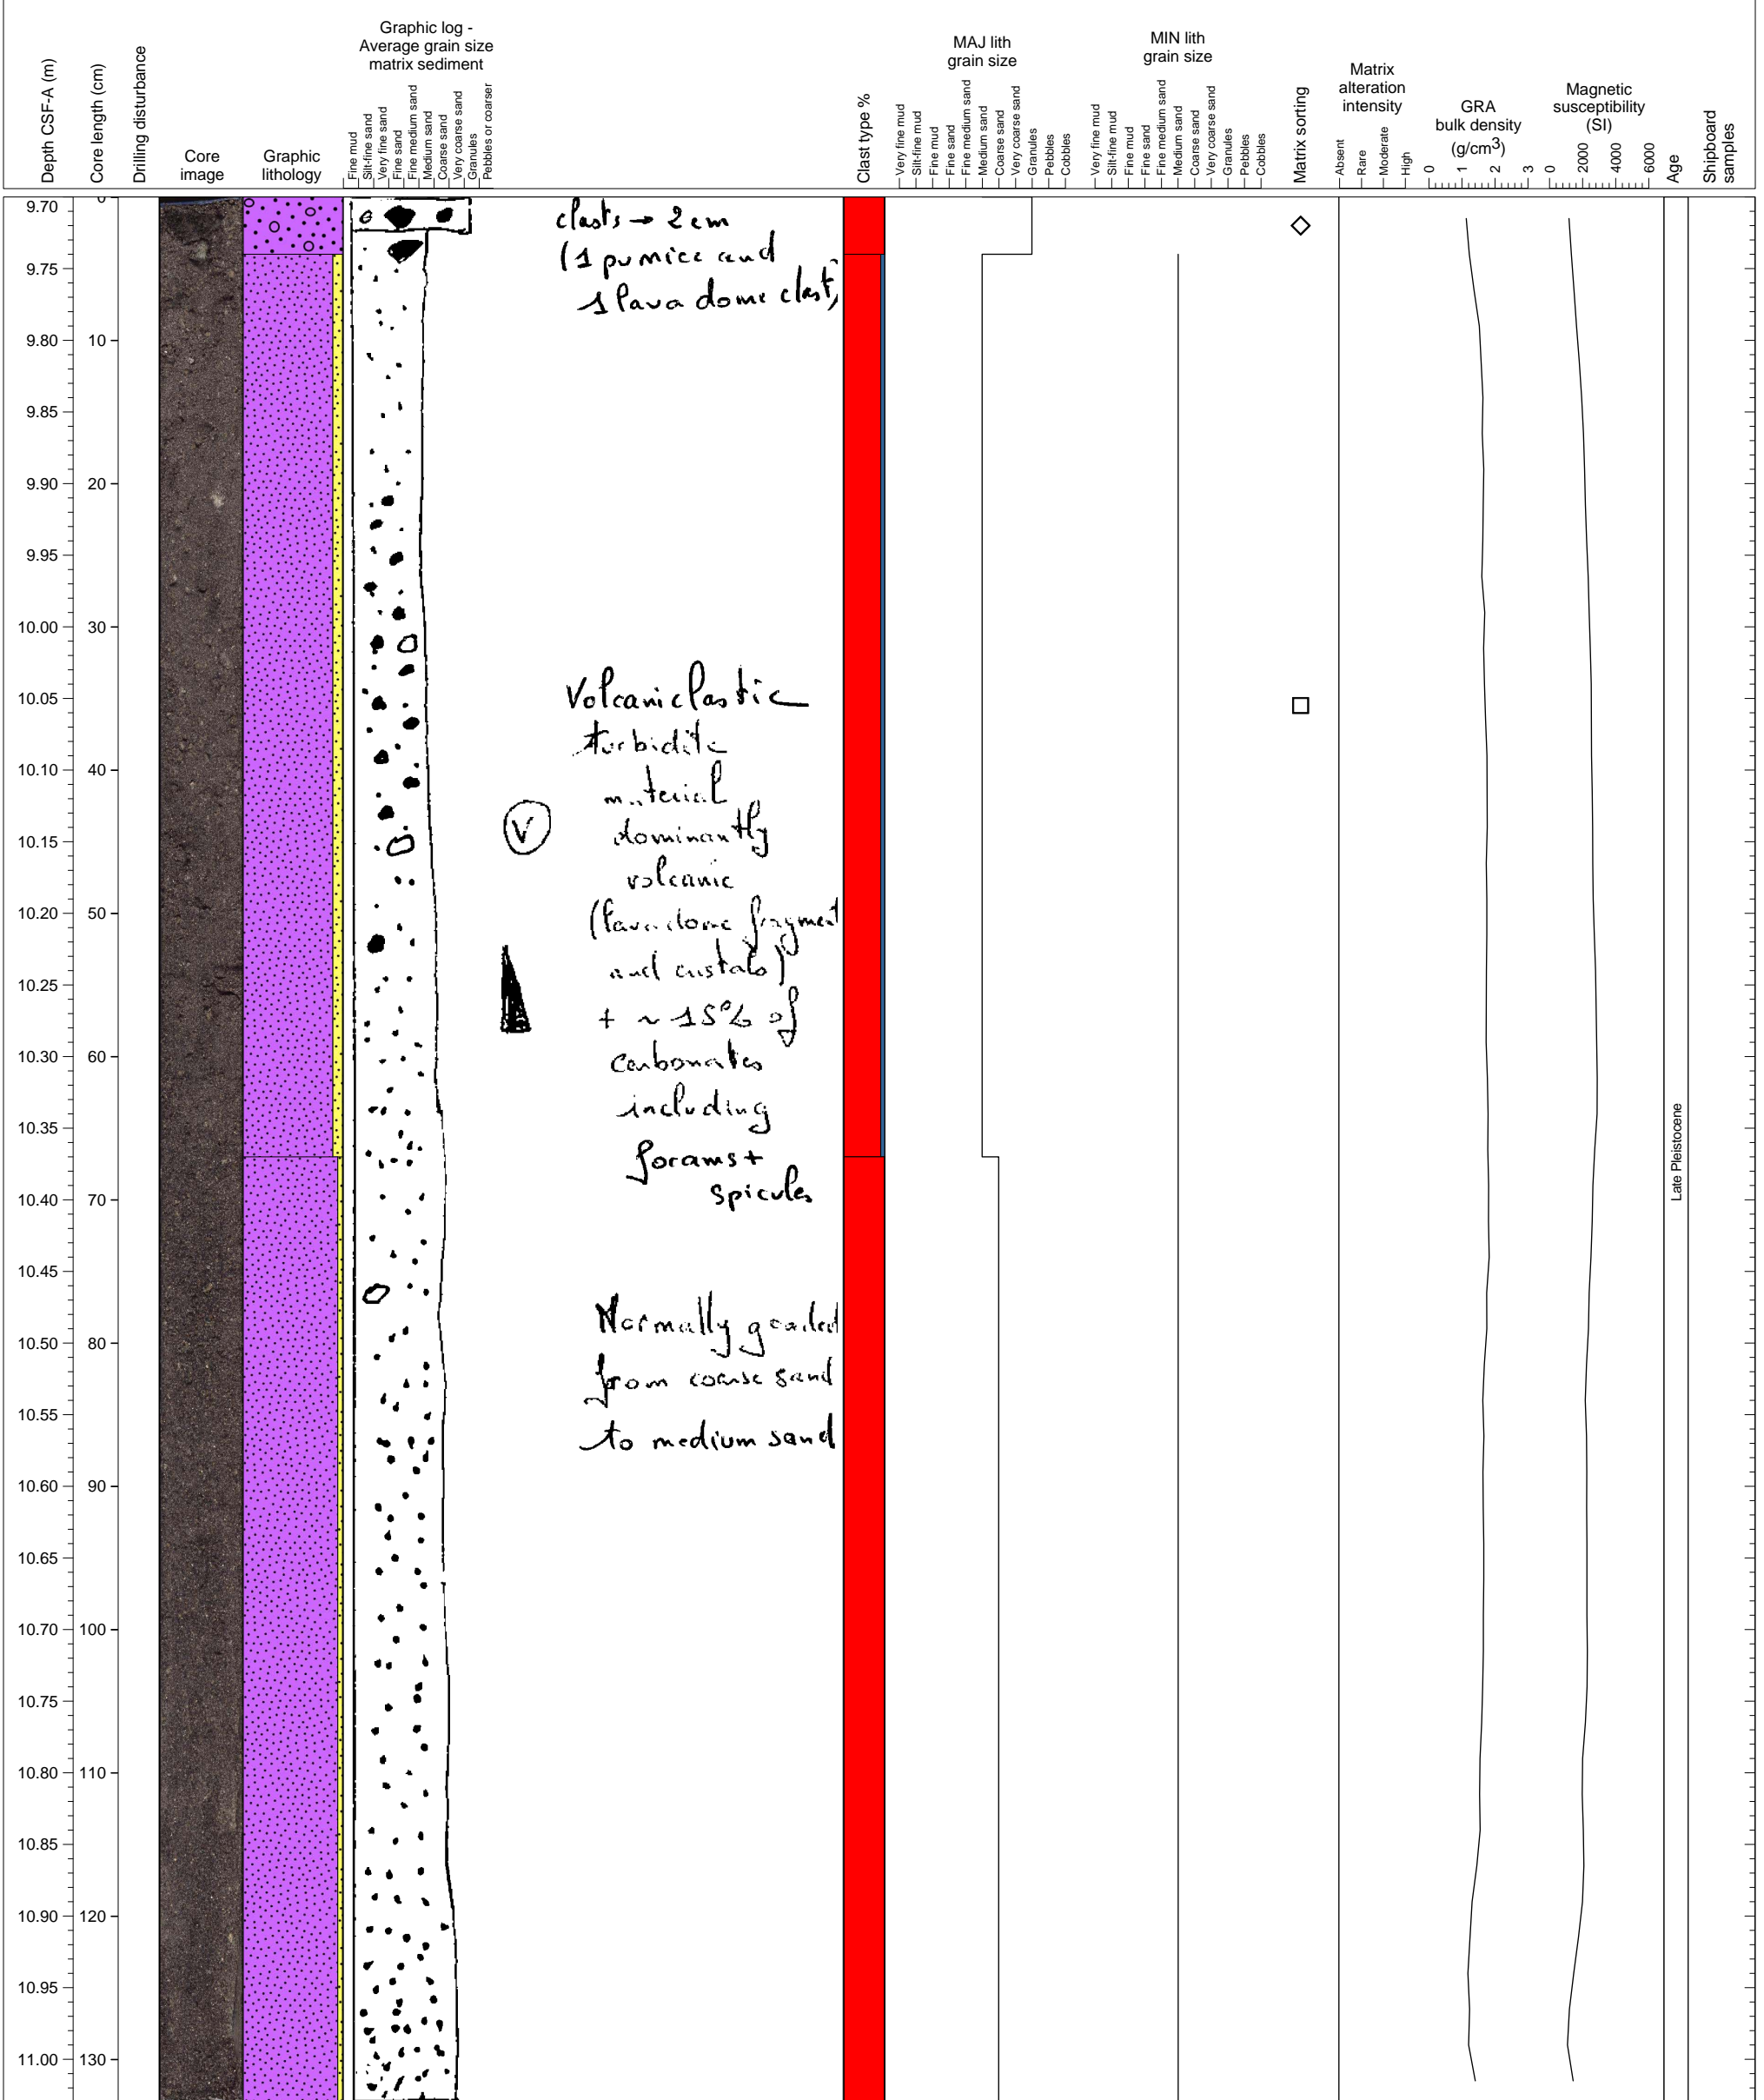 Depth CSF-A (m)
Core length (cm)
Drilling disturbance
Core
image
Graphic
lithology
Graphic log -
Average grain size
matrix sediment
Fine mud
Silt-fine sand
Very fine sand
Fine sand
Fine medium sand
Medium sand
Coarse sand
Very coarse sand
Granules
Pebbles or coarser
Clast type %
MAJ lith
grain size
Very fine mud
Silt-fine mud
Fine mud
Fine sand
Fine medium sand
Medium sand
Coarse sand
Very coarse sand
Granules
Pebbles
Cobbles
MIN lith
grain size
Very fine mud
Silt-fine mud
Fine mud
Fine sand
Fine medium sand
Medium sand
Coarse sand
Very coarse sand
Granules
Pebbles
Cobbles
Matrix sorting
Matrix
alteration
intensity
Absent
Rare
Moderate
High
GRA
bulk density
(g/cm3)
0 1 2 3
Magnetic
susceptibility
(SI)
0 2000 4000 6000
Age
Shipboard
samples
9.70 0
9.75
9.80 10
9.85
9.90 20
9.95
10.00 30
10.05
10.10 40
10.15
10.20 50
10.25
10.30 60
10.35
10.40 70
10.45
10.50 80
10.55
10.60 90
10.65
10.70 100
10.75
10.80 110
10.85
10.90 120
10.95
11.00 130
clasts → 2 cm
(1 pumice and
1 lava dome clast)
Volcaniclastic
turbidite
material
dominantly
volcanic
(lava dome fragment
and cristals)
+ ~ 15% of
carbonates
including
forams +
spicules
V
Normally graded
from coarse sand
to medium sand
Late Pleistocene